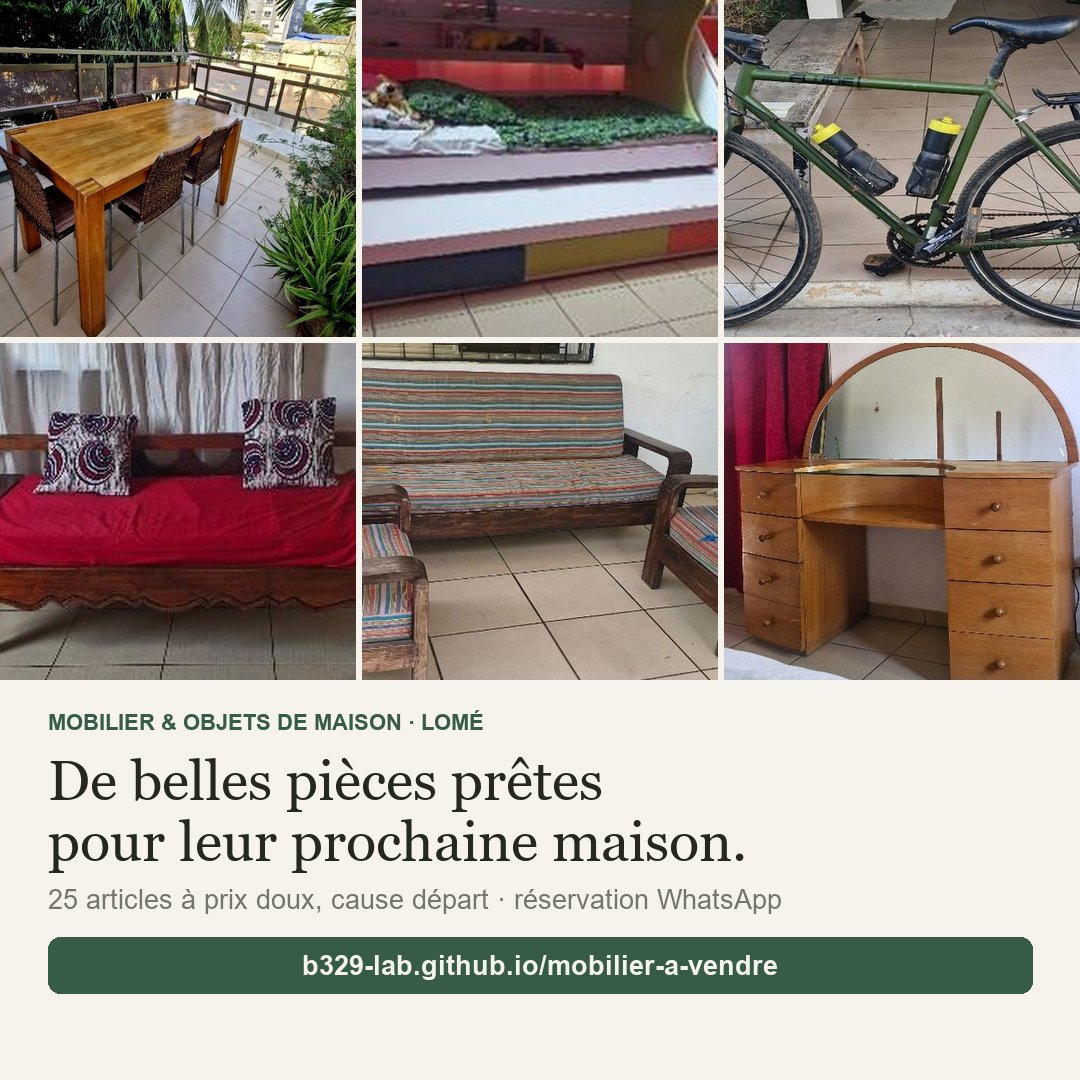 MOBILIER & OBJETS DE MAISON · LOMÉ
De belles pièces prêtes
pour leur prochaine maison.
25 articles à prix doux, cause départ · réservation WhatsApp
b329-lab.github.io/mobilier-a-vendre